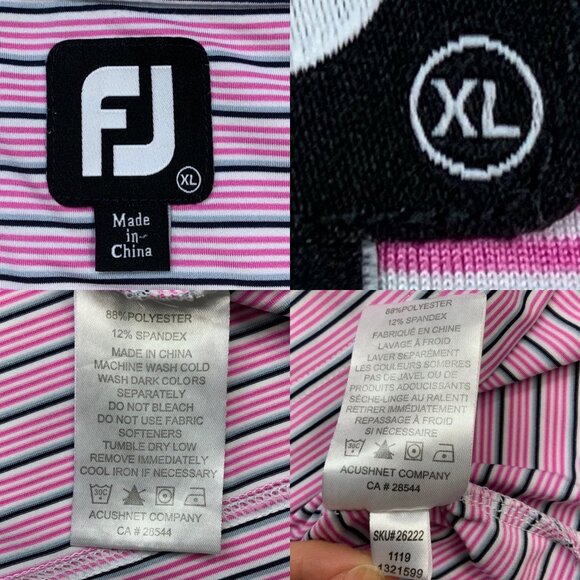 FJ
XL
Made
in
China
XL
88%POLYESTER
12% SPANDEX
MADE IN CHINA
MACHINE WASH COLD
WASH DARK COLORS
SEPARATELY
DO NOT BLEACH
DO NOT USE FABRIC
SOFTENERS
TUMBLE DRY LOW
REMOVE IMMEDIATELY
COOL IRON IF NECESSARY
30C
ACUSHNET COMPANY
CA # 28544
88%POLYESTER
12% SPANDEX
FABRIQUÉ EN CHINE
LAVAGE À FROID
LAVER SEPARÉMENT
LES COULEURS SOMBRES
PAS DE JAVEL OU DE
PRODUITS ADOUCISSANTS
SÈCHE-LINGE AU RALENTI
RETIRER IMMÉDIATEMENT
REPASSAGE À FROID
SI NÉCESSAIRE
30C
ACUSHNET COMPANY
CA # 28544
SKU#26222
1119
1321599